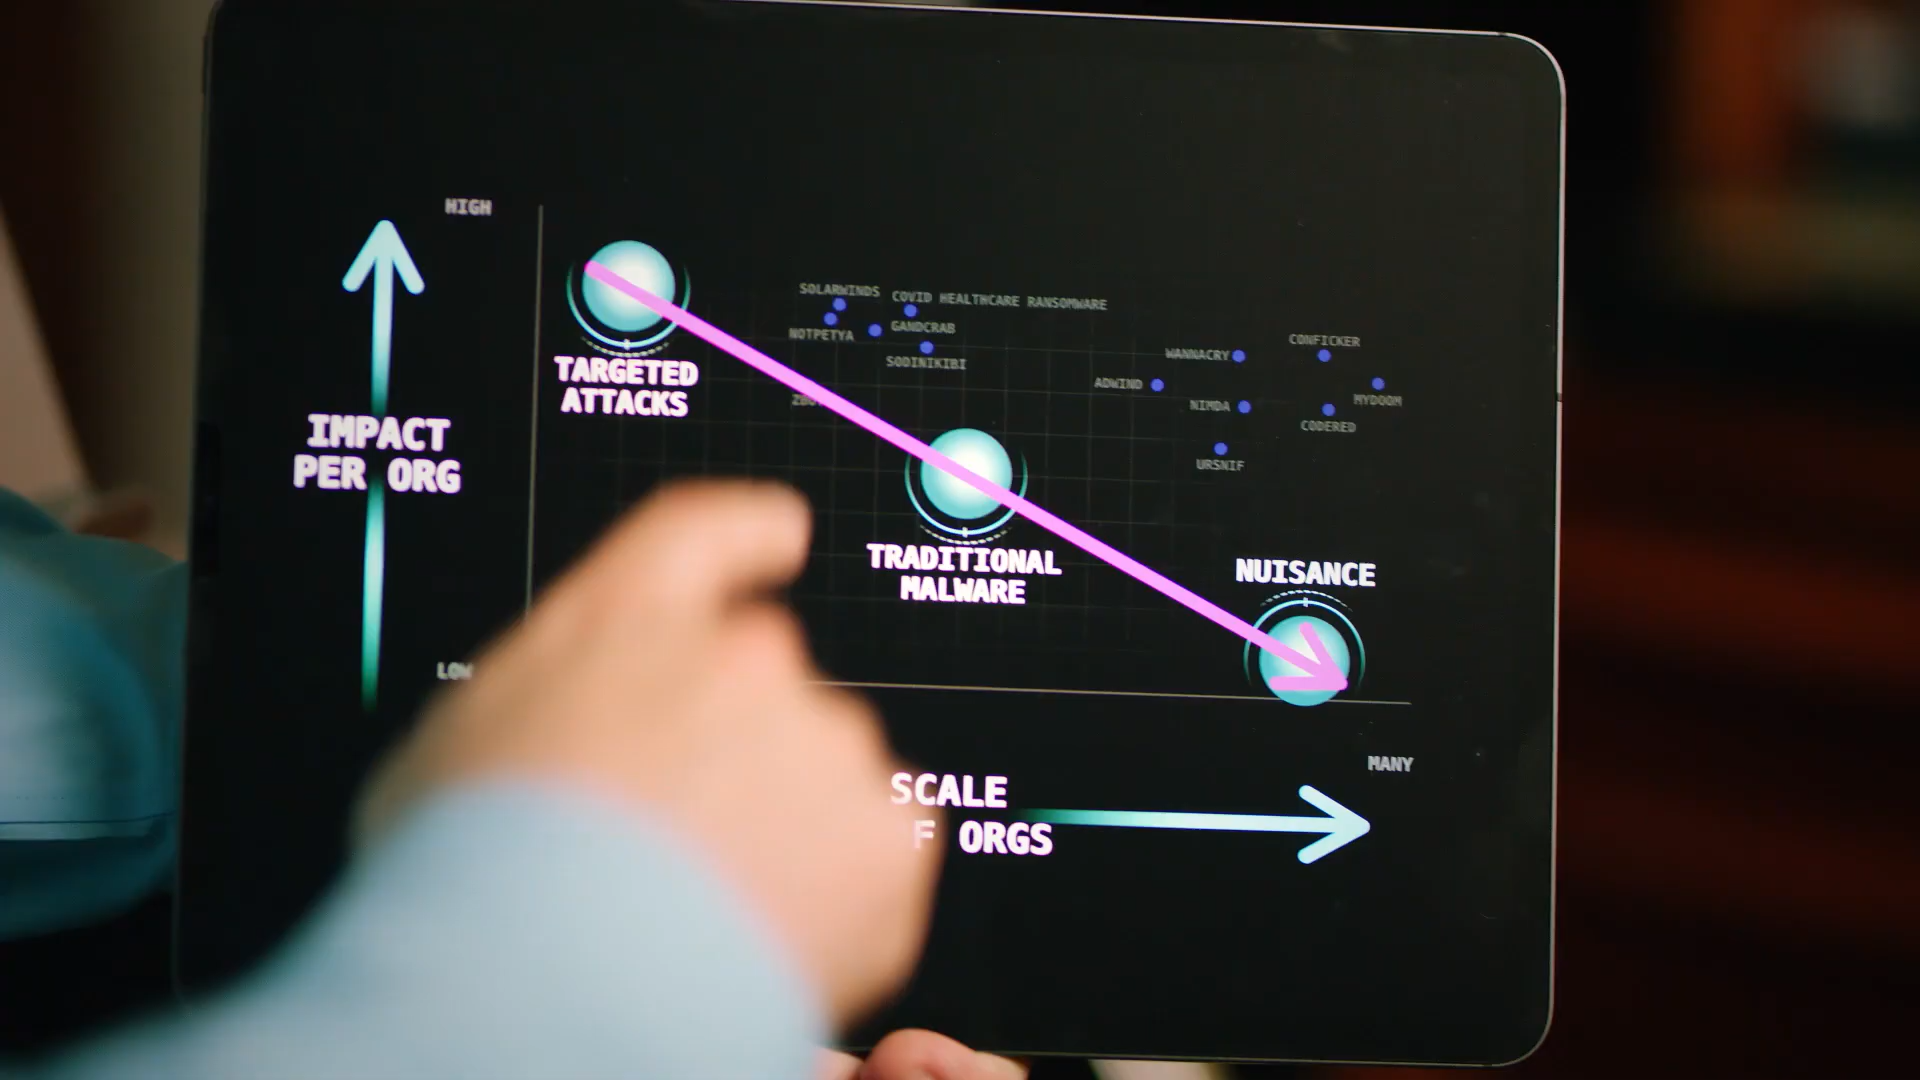 HIGH
SOLARWINDS
COVID HEALTHCARE RANSOMWARE
NOTPETYA
GANDCRAB
SODINIKIBI
CONFICKER
WANNACRY
ADWIND
MYDOOM
NIMDA
CODERED
URSNIF
TARGETED
ATTACKS
IMPACT
PER ORG
TRADITIONAL
MALWARE
NUISANCE
LOW
MANY
SCALE
F ORGS